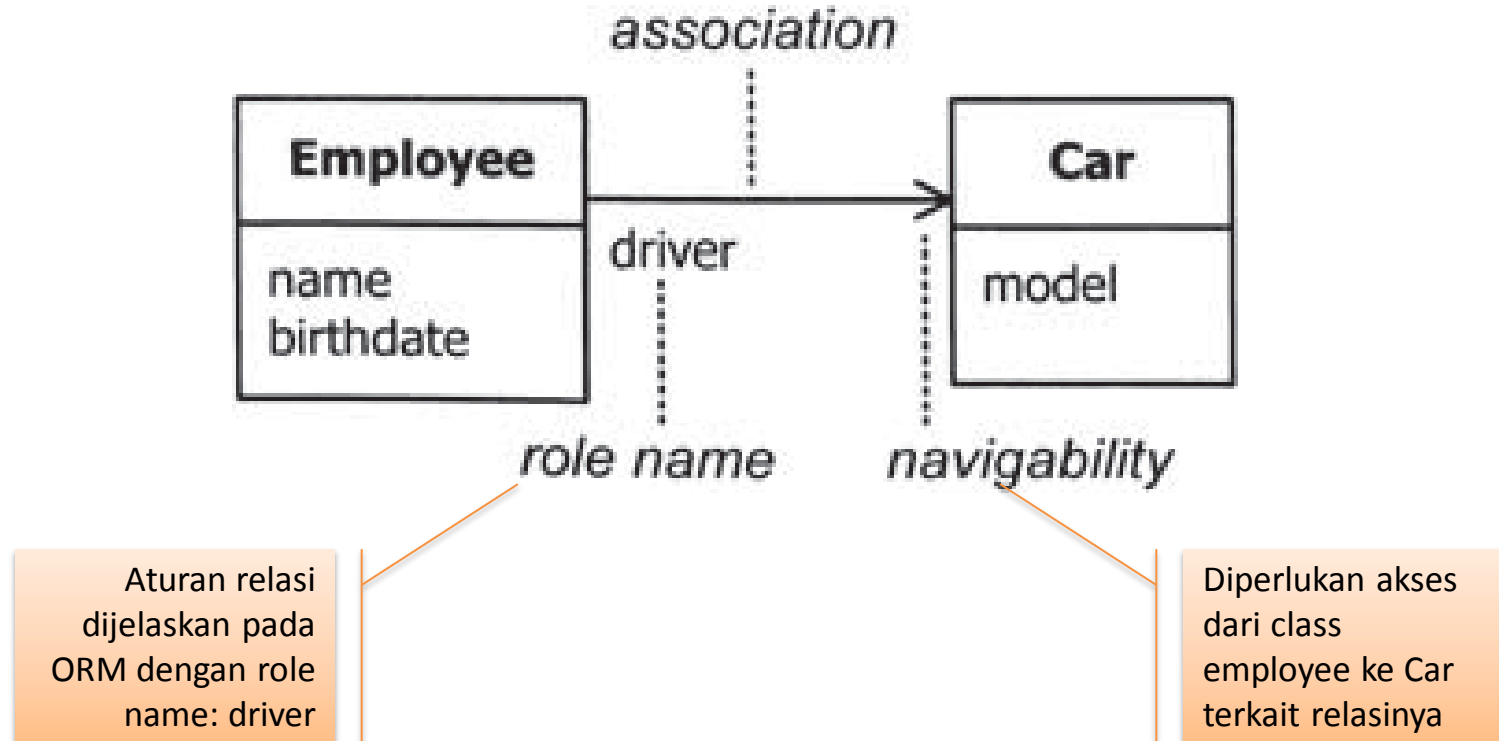 association
Employee
name
birthdate
driver
Car
model
role name
navigability
Aturan relasi
dijelaskan pada
ORM dengan role
name: driver
Diperlukan akses
dari class
employee ke Car
terkait relasinya